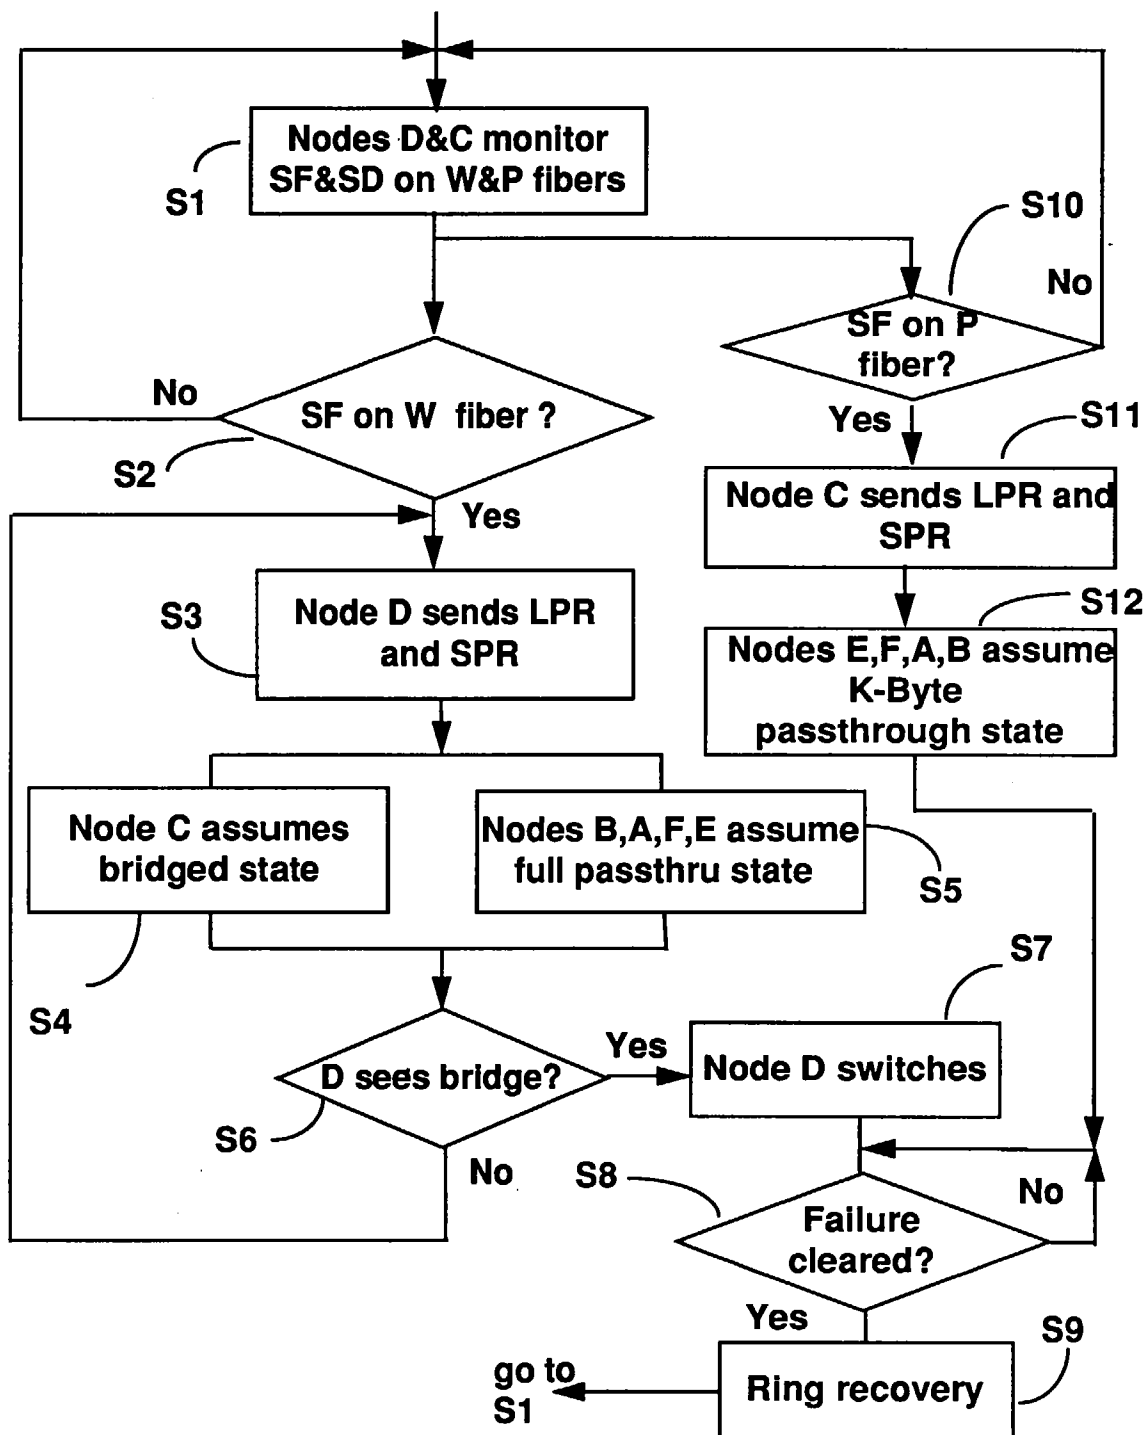 Nodes D&C monitor
SF&SD on W&P fibers
S1
S10
No
SF on P
fiber?
No
SF on W fiber ?
Yes
S11
S2
Node C sends LPR and
SPR
Yes
S12
S3
Node D sends LPR
and SPR
Nodes E,F,A,B assume
K-Byte
passthrough state
Node C assumes
bridged state
Nodes B,A,F,E assume
full passthru state
S5
S7
S4
Yes
D sees bridge?
Node D switches
S6
No
S8
No
Failure
cleared?
Yes
S9
go to
S1
Ring recovery